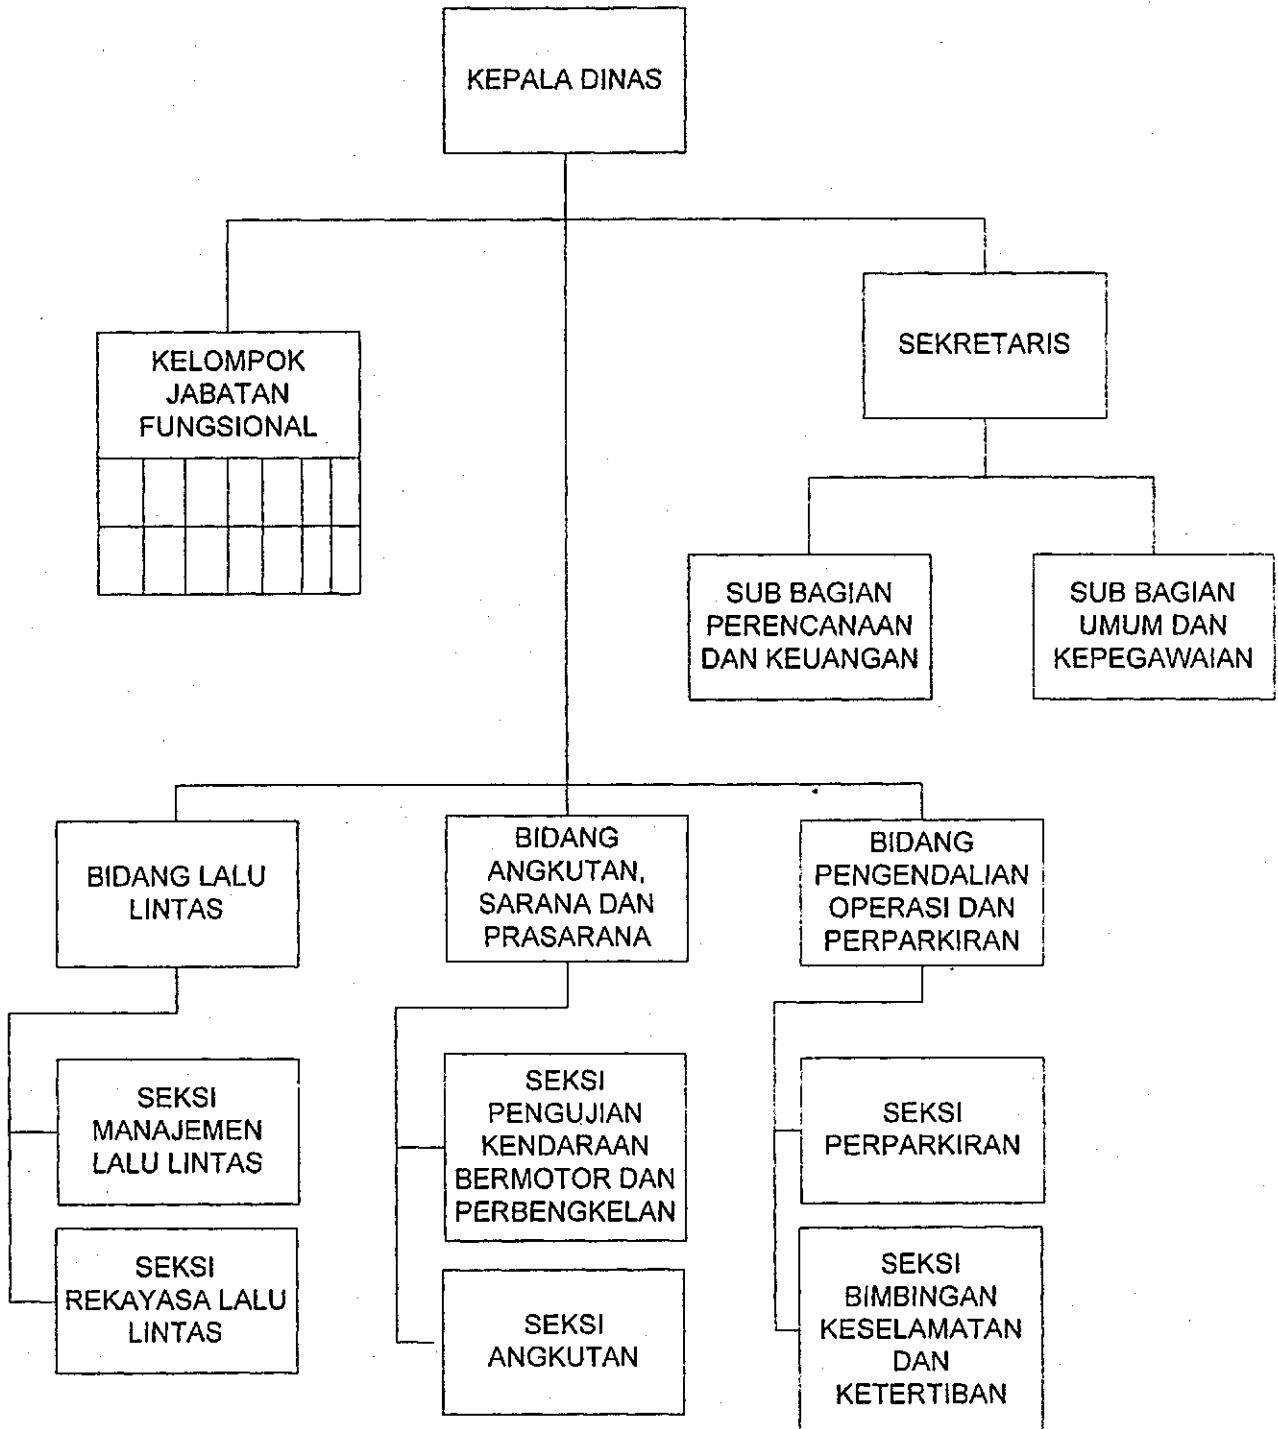 KEPALA DINAS
KELOMPOK
JABATAN
FUNGSIONAL
SEKRETARIS
SUB BAGIAN
PERENCANAAN
DAN KEUANGAN
SUB BAGIAN
UMUM DAN
KEPEGAWAIAN
BIDANG LALU
LINTAS
BIDANG
ANGKUTAN,
SARANA DAN
PRASARANA
BIDANG
PENGENDALIAN
OPERASI DAN
PERPARKIRAN
SEKSI
MANAJEMEN
LALU LINTAS
SEKSI
PENGUJIAN
KENDARAAN
BERMOTOR DAN
PERBENGKELAN
SEKSI
PERPARKIRAN
SEKSI
REKAYASA LALU
LINTAS
SEKSI
ANGKUTAN
SEKSI
BIMBINGAN
KESELAMATAN
DAN
KETERTIBAN